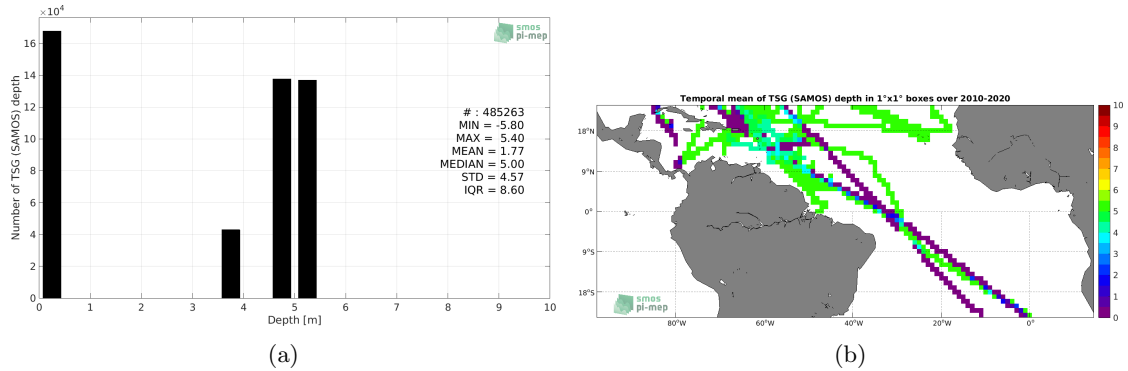 ×10⁴
16
14
12
10
8
6
4
2
0
Number of TSG (SAMOS) depth
0 1 2 3 4 5 6 7 8 9 10
Depth [m]
smos
pi-mep
# : 485263
MIN = -5.80
MAX = 5.40
MEAN = 1.77
MEDIAN = 5.00
STD = 4.57
IQR = 8.60
(a)
Temporal mean of TSG (SAMOS) depth in 1°x1° boxes over 2010-2020
18°N
9°N
0°
9°S
18°S
80°W 60°W 40°W 20°W 0°
smos
pi-mep
10
9
8
7
6
5
4
3
2
1
0
(b)